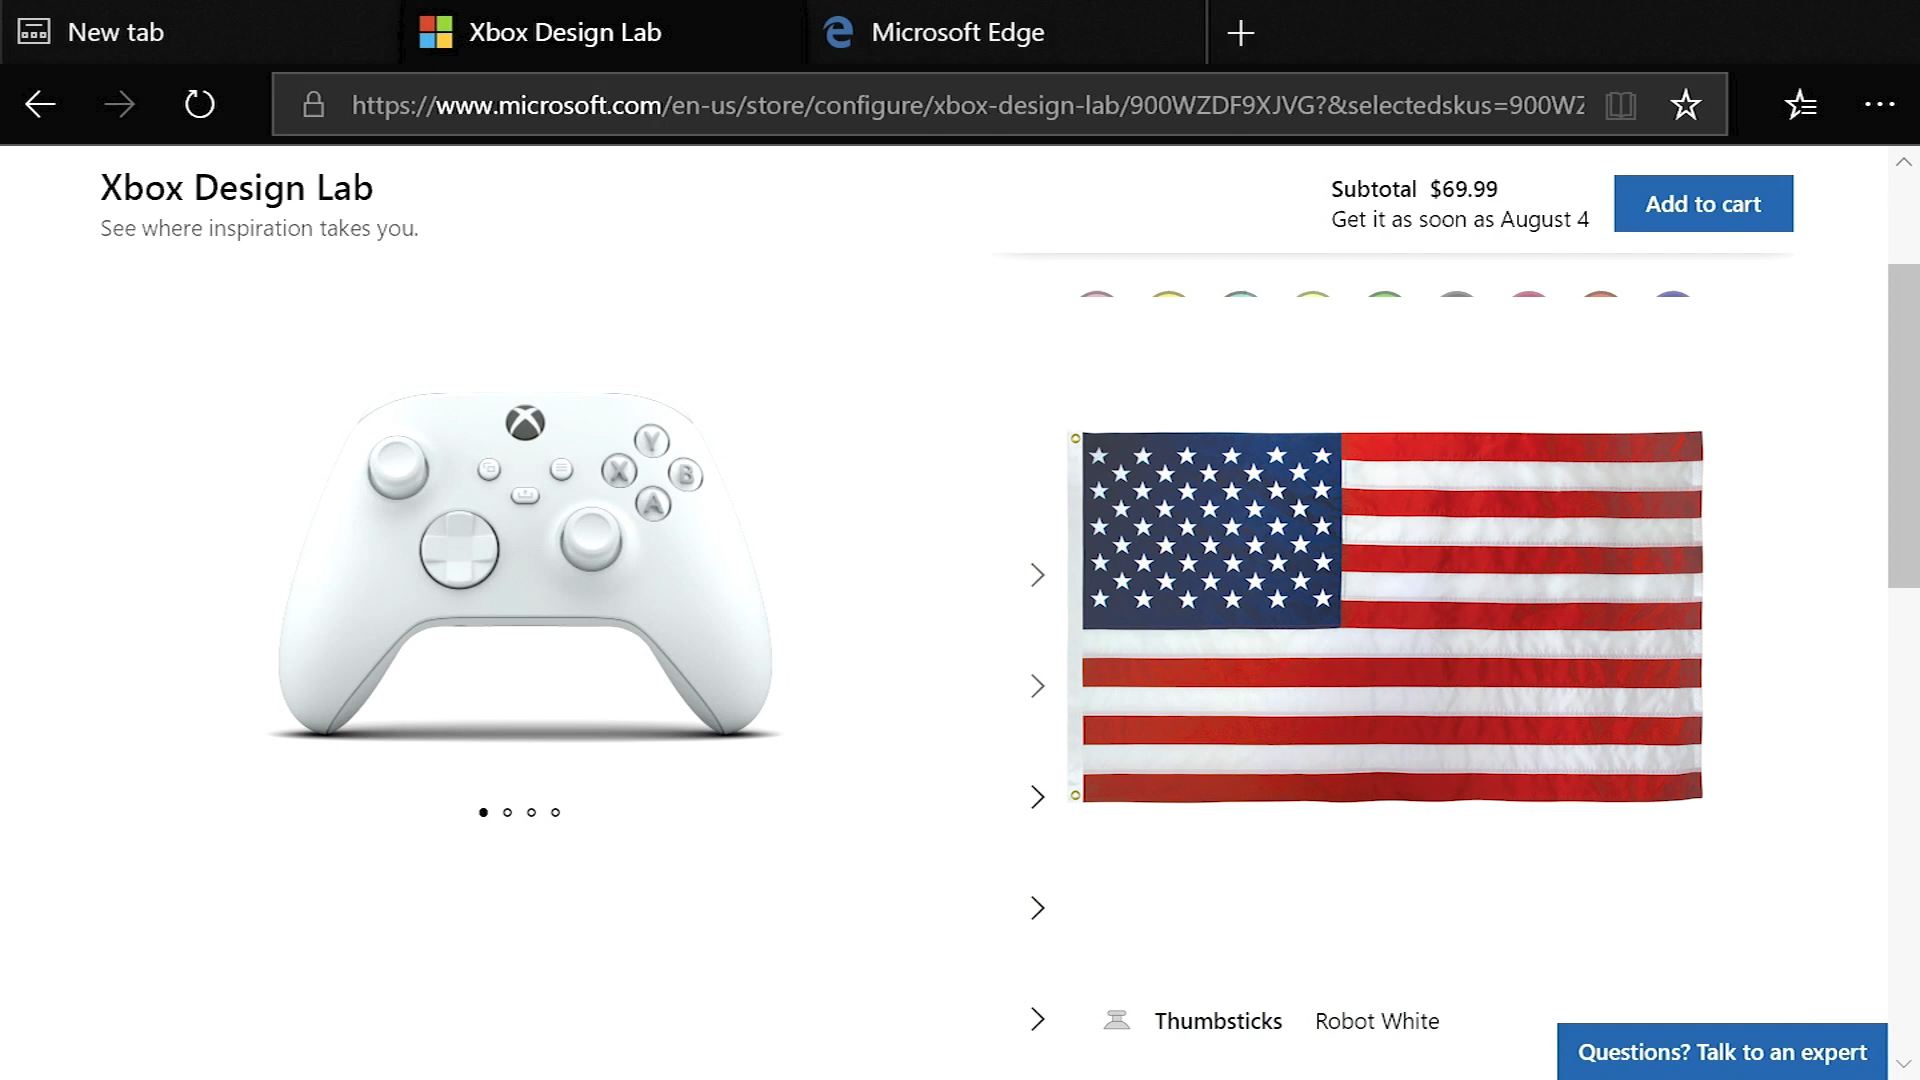 New tab
Xbox Design Lab
Microsoft Edge
https://www.microsoft.com/en-us/store/configure/xbox-design-lab/900WZDF9XJVG?&selectedskus=900WZ
Xbox Design Lab
See where inspiration takes you.
Subtotal $69.99
Get it as soon as August 4
Add to cart
Y
X
B
A
Thumbsticks Robot White
Questions? Talk to an expert